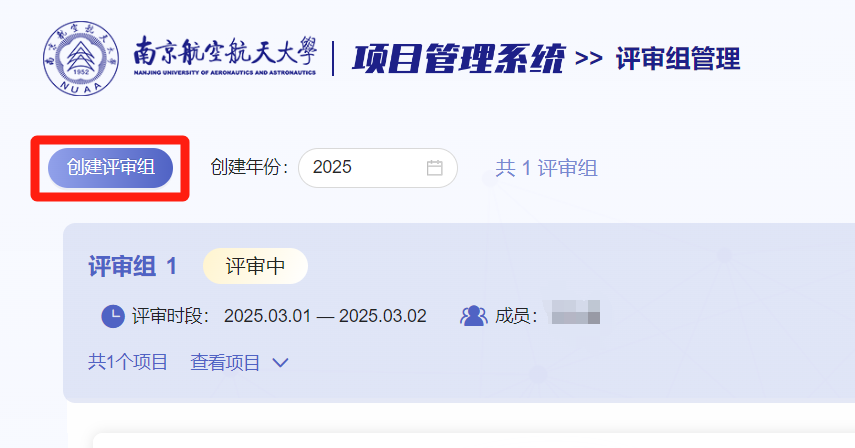 南京航空航天大學
NANJING UNIVERSITY OF AERONAUTICS AND ASTRONAUTICS
1952
NUAA
项目管理系统 >> 评审组管理
创建评审组 创建年份： 2025 共 1 评审组
评审组 1 评审中
评审时段： 2025.03.01 — 2025.03.02 成员：
共1个项目 查看项目